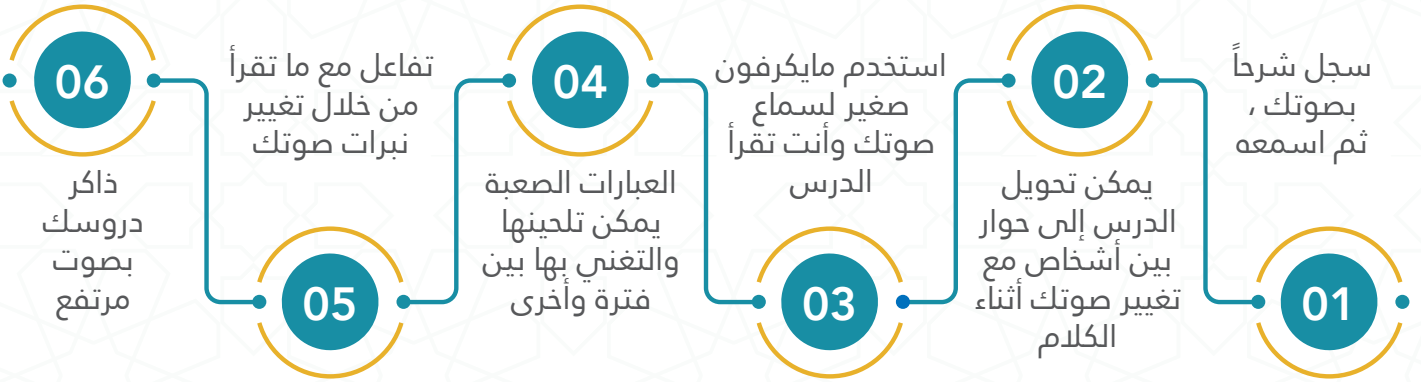 01
سجل شرحاً
بصوتك ،
ثم اسمعه
02
يمكن تحويل
الدرس إلى حوار
بين أشخاص مع
تغيير صوتك أثناء
الكلام
03
استخدم مايكرفون
صغير لسماع
صوتك وأنت تقرأ
الدرس
04
العبارات الصعبة
يمكن تلحينها
والتغني بها بين
فترة وأخرى
05
تفاعل مع ما تقرأ
من خلال تغيير
نبرات صوتك
06
ذاكر
دروسك
بصوت
مرتفع